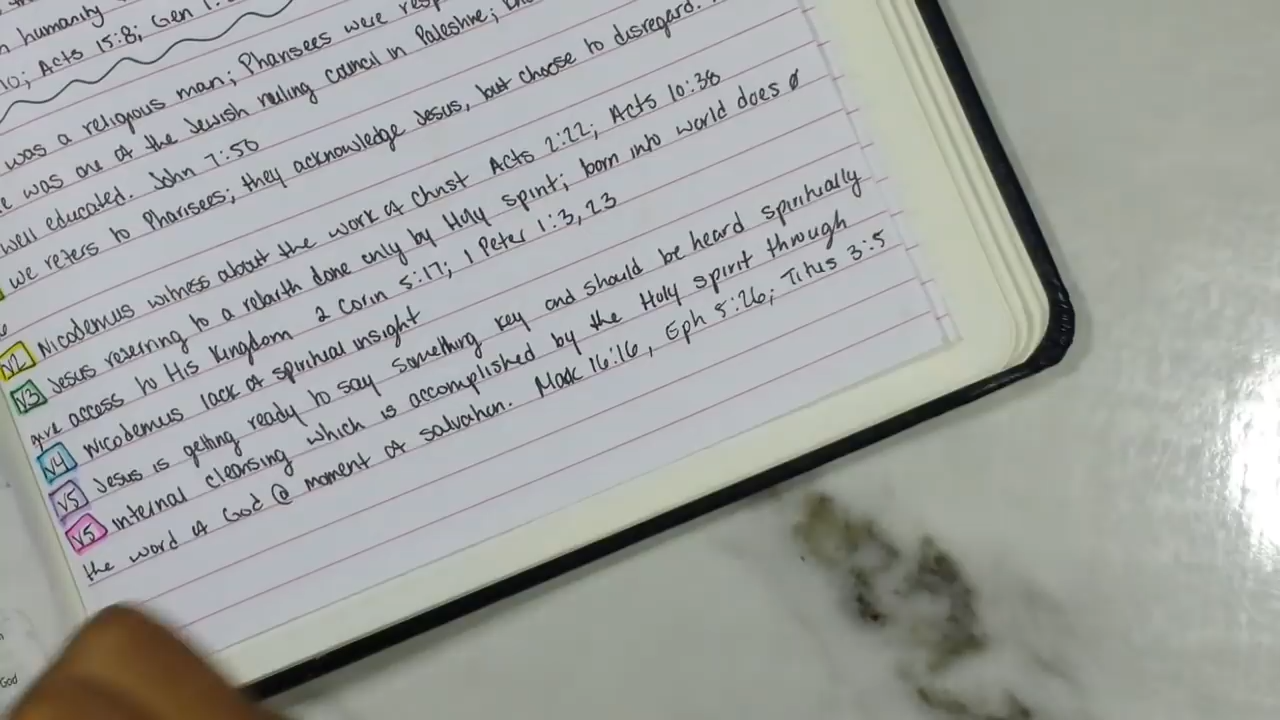 humanity
10; Acts 15:8; Gen 1:
was a religious man; Pharisees were resp
was one of the Jewish ruling council in Palestine;
well educated. John 7:50
we refers to Pharisees; they acknowledge Jesus, but choose to disregard.
V2 Nicodemus witness about the work of Christ Acts 2:22; Acts 10:38
V3 Jesus reserring to a rebirth done only by Holy spirit; born into world does ∅
give access to His Kingdom 2 Corin 5:17; 1 Peter 1:3, 23
V4 Nicodemus lack of spiritual insight
V5 Jesus is getting ready to say something key and should be heard spiritually
V5 internal cleansing which is accomplished by the Holy spirit through
the word of God @ moment of salvation. Mark 16:16, Eph 5:26; Titus 3:5
God